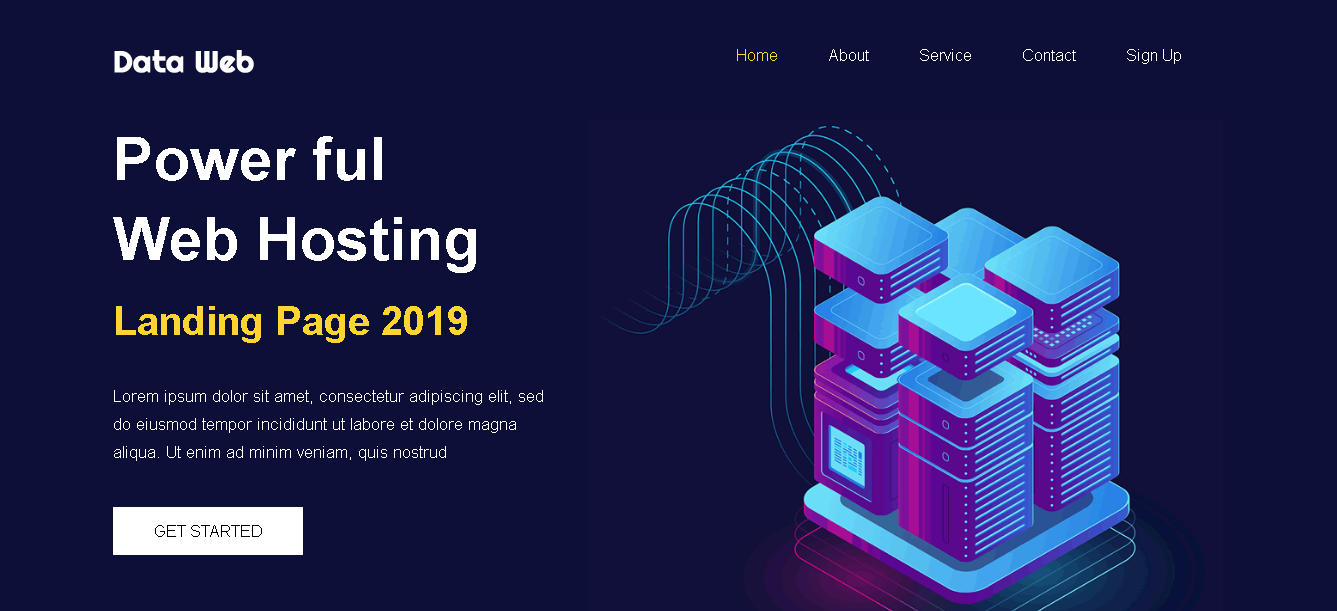 Data Web
Home About Service Contact Sign Up
Power ful
Web Hosting
Landing Page 2019
Lorem ipsum dolor sit amet, consectetur adipiscing elit, sed
do eiusmod tempor incididunt ut labore et dolore magna
aliqua. Ut enim ad minim veniam, quis nostrud
GET STARTED